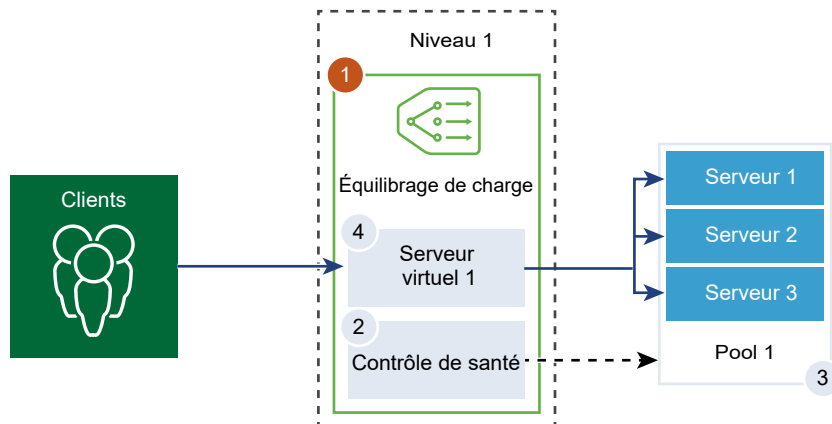 Niveau 1
1
Équilibrage de charge
Clients
4
Serveur
virtuel 1
2
Contrôle de santé
Serveur 1
Serveur 2
Serveur 3
Pool 1
3